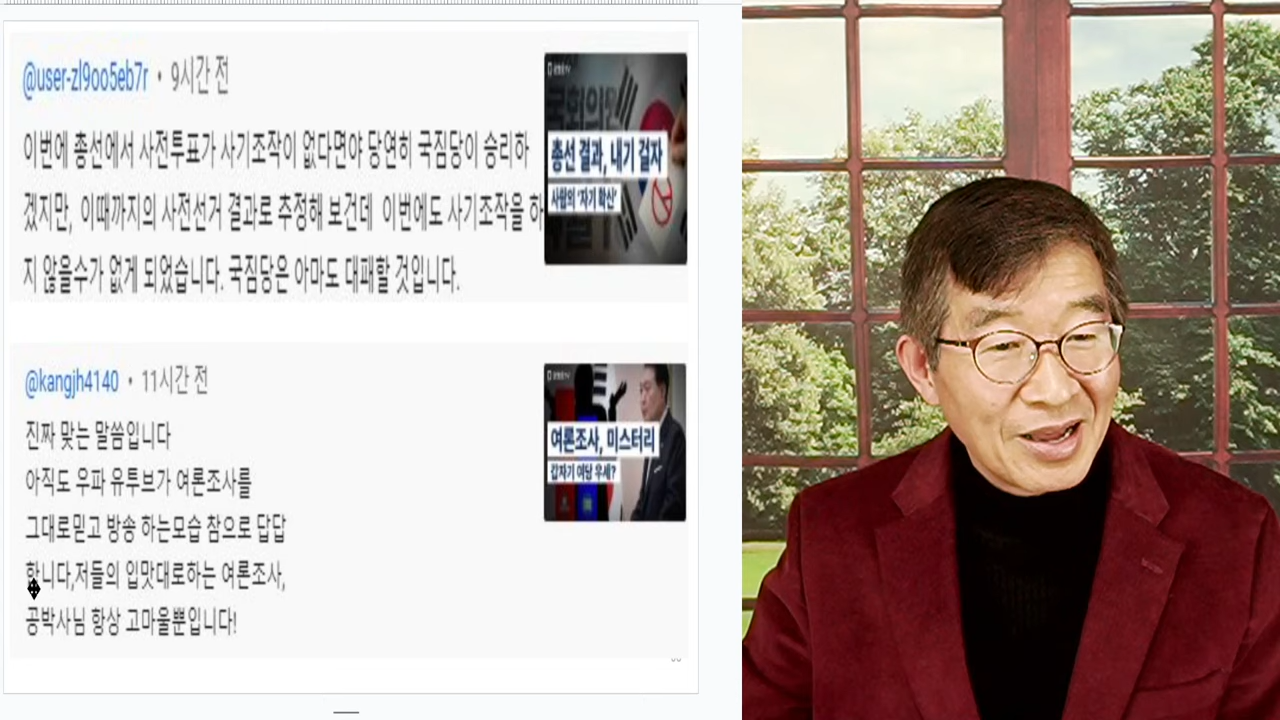 @user-zl9oo5eb7r • 9시간 전
이번에 총선에서 사전투표가 사기조작이 없다면야 당연히 국짐당이 승리하
겠지만, 이때까지의 사전선거 결과로 추정해 보건데 이번에도 사기조작을 하
지 않을수가 없게 되었습니다. 국짐당은 아마도 대패할 것입니다.
총선 결과, 내기 걸자
사람의 '자기 확신'
@kangjh4140 • 11시간 전
진짜 맞는 말씀입니다
아직도 우파 유투브가 여론조사를
그대로믿고 방송 하는모습 참으로 답답
합니다,저들의 입맛대로하는 여론조사,
공박사님 항상 고마울뿐입니다!
여론조사, 미스터리
갑자기 여당 우세?